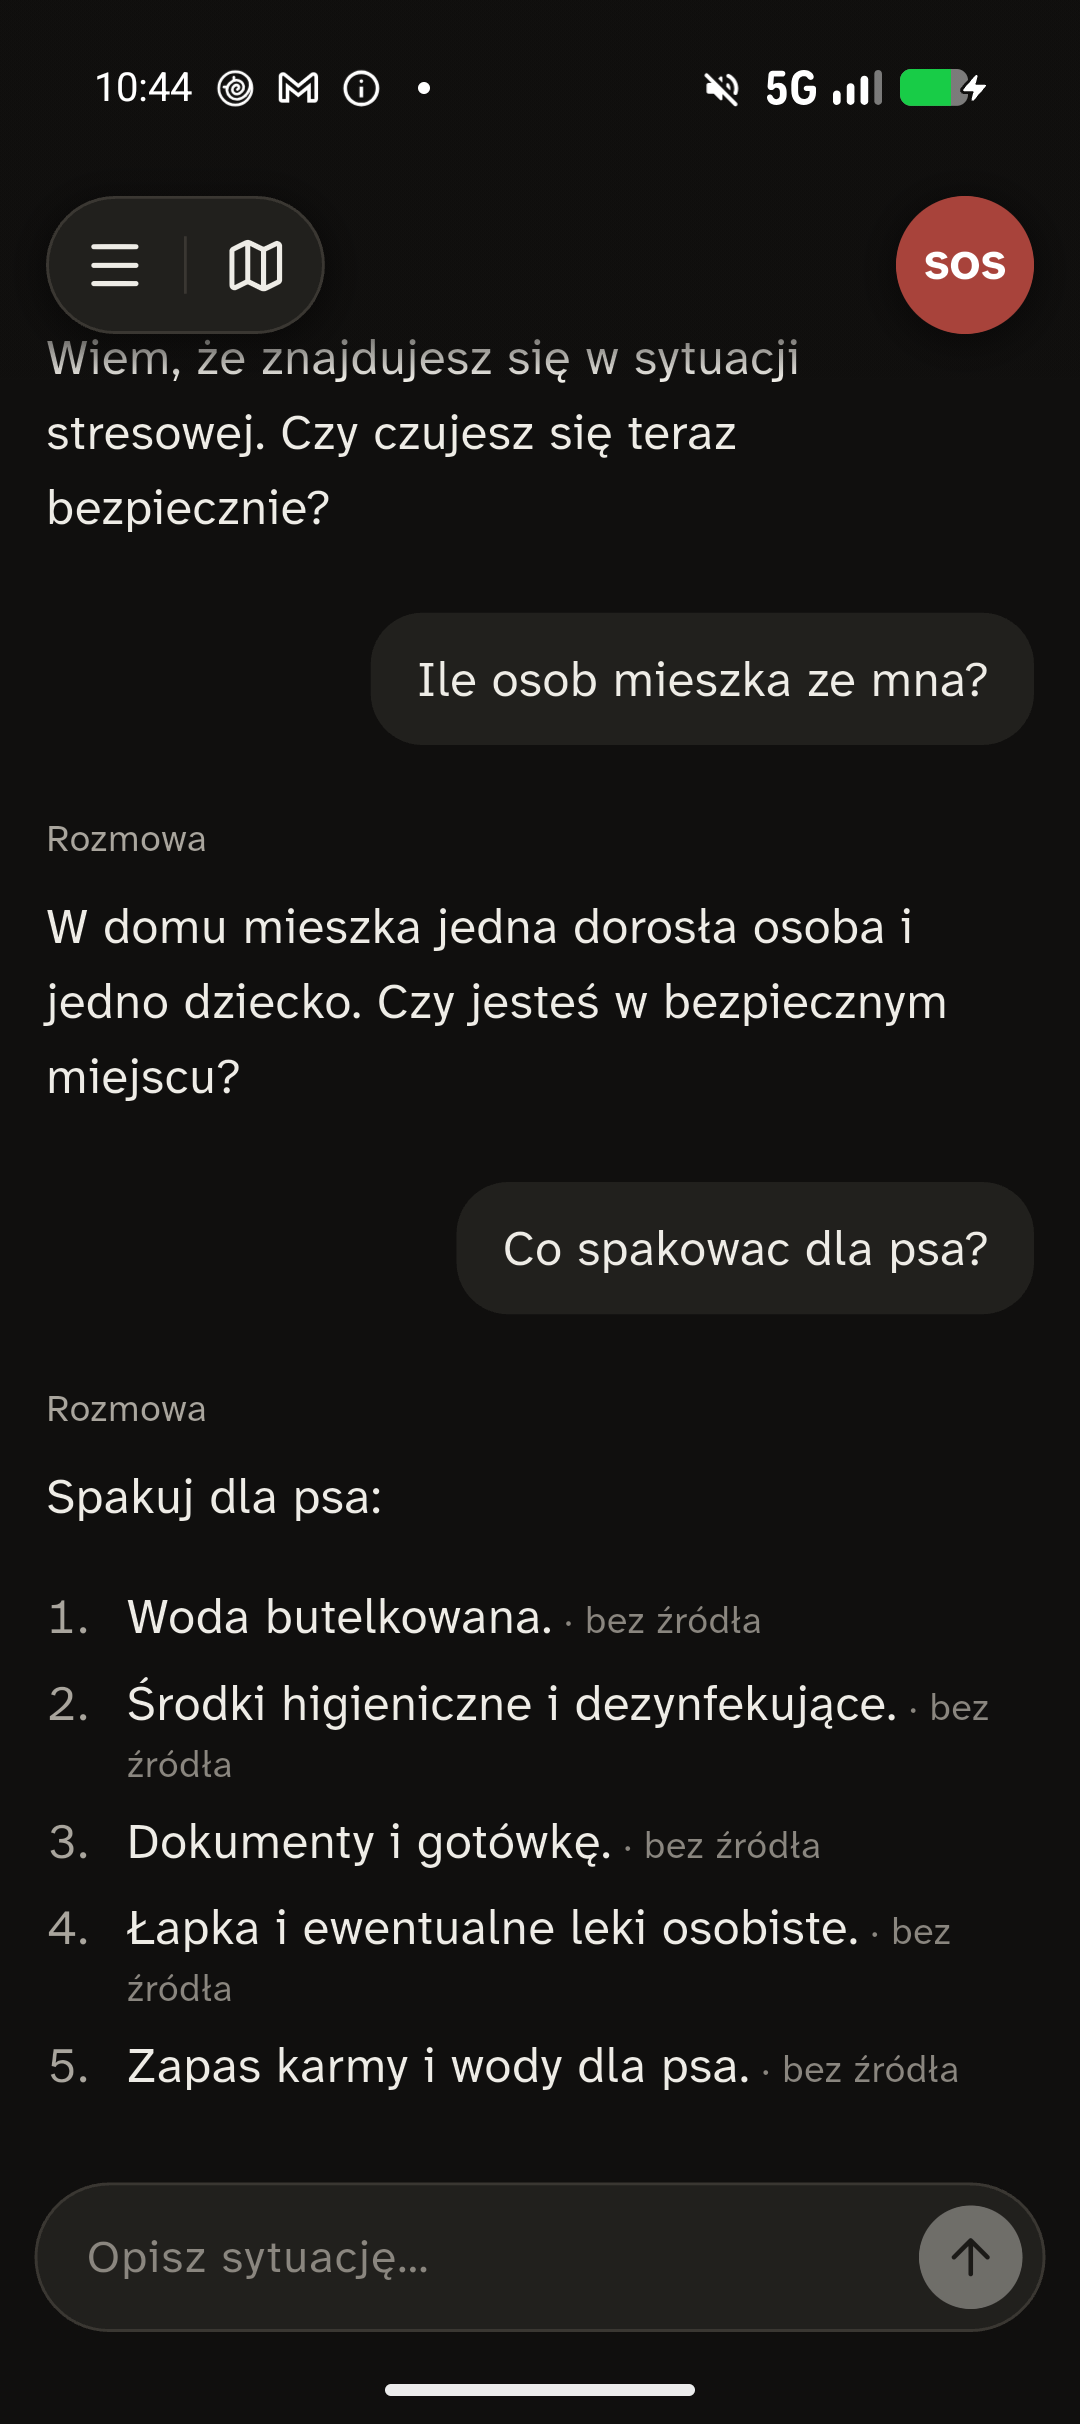 10:44
5G
SOS
Wiem, że znajdujesz się w sytuacji
stresowej. Czy czujesz się teraz
bezpiecznie?
Ile osob mieszka ze mna?
Rozmowa
W domu mieszka jedna dorosła osoba i
jedno dziecko. Czy jesteś w bezpiecznym
miejscu?
Co spakowac dla psa?
Rozmowa
Spakuj dla psa:
1. Woda butelkowana. · bez źródła
2. Środki higieniczne i dezynfekujące. · bez
źródła
3. Dokumenty i gotówkę. · bez źródła
4. Łapka i ewentualne leki osobiste. · bez
źródła
5. Zapas karmy i wody dla psa. · bez źródła
Opisz sytuację...